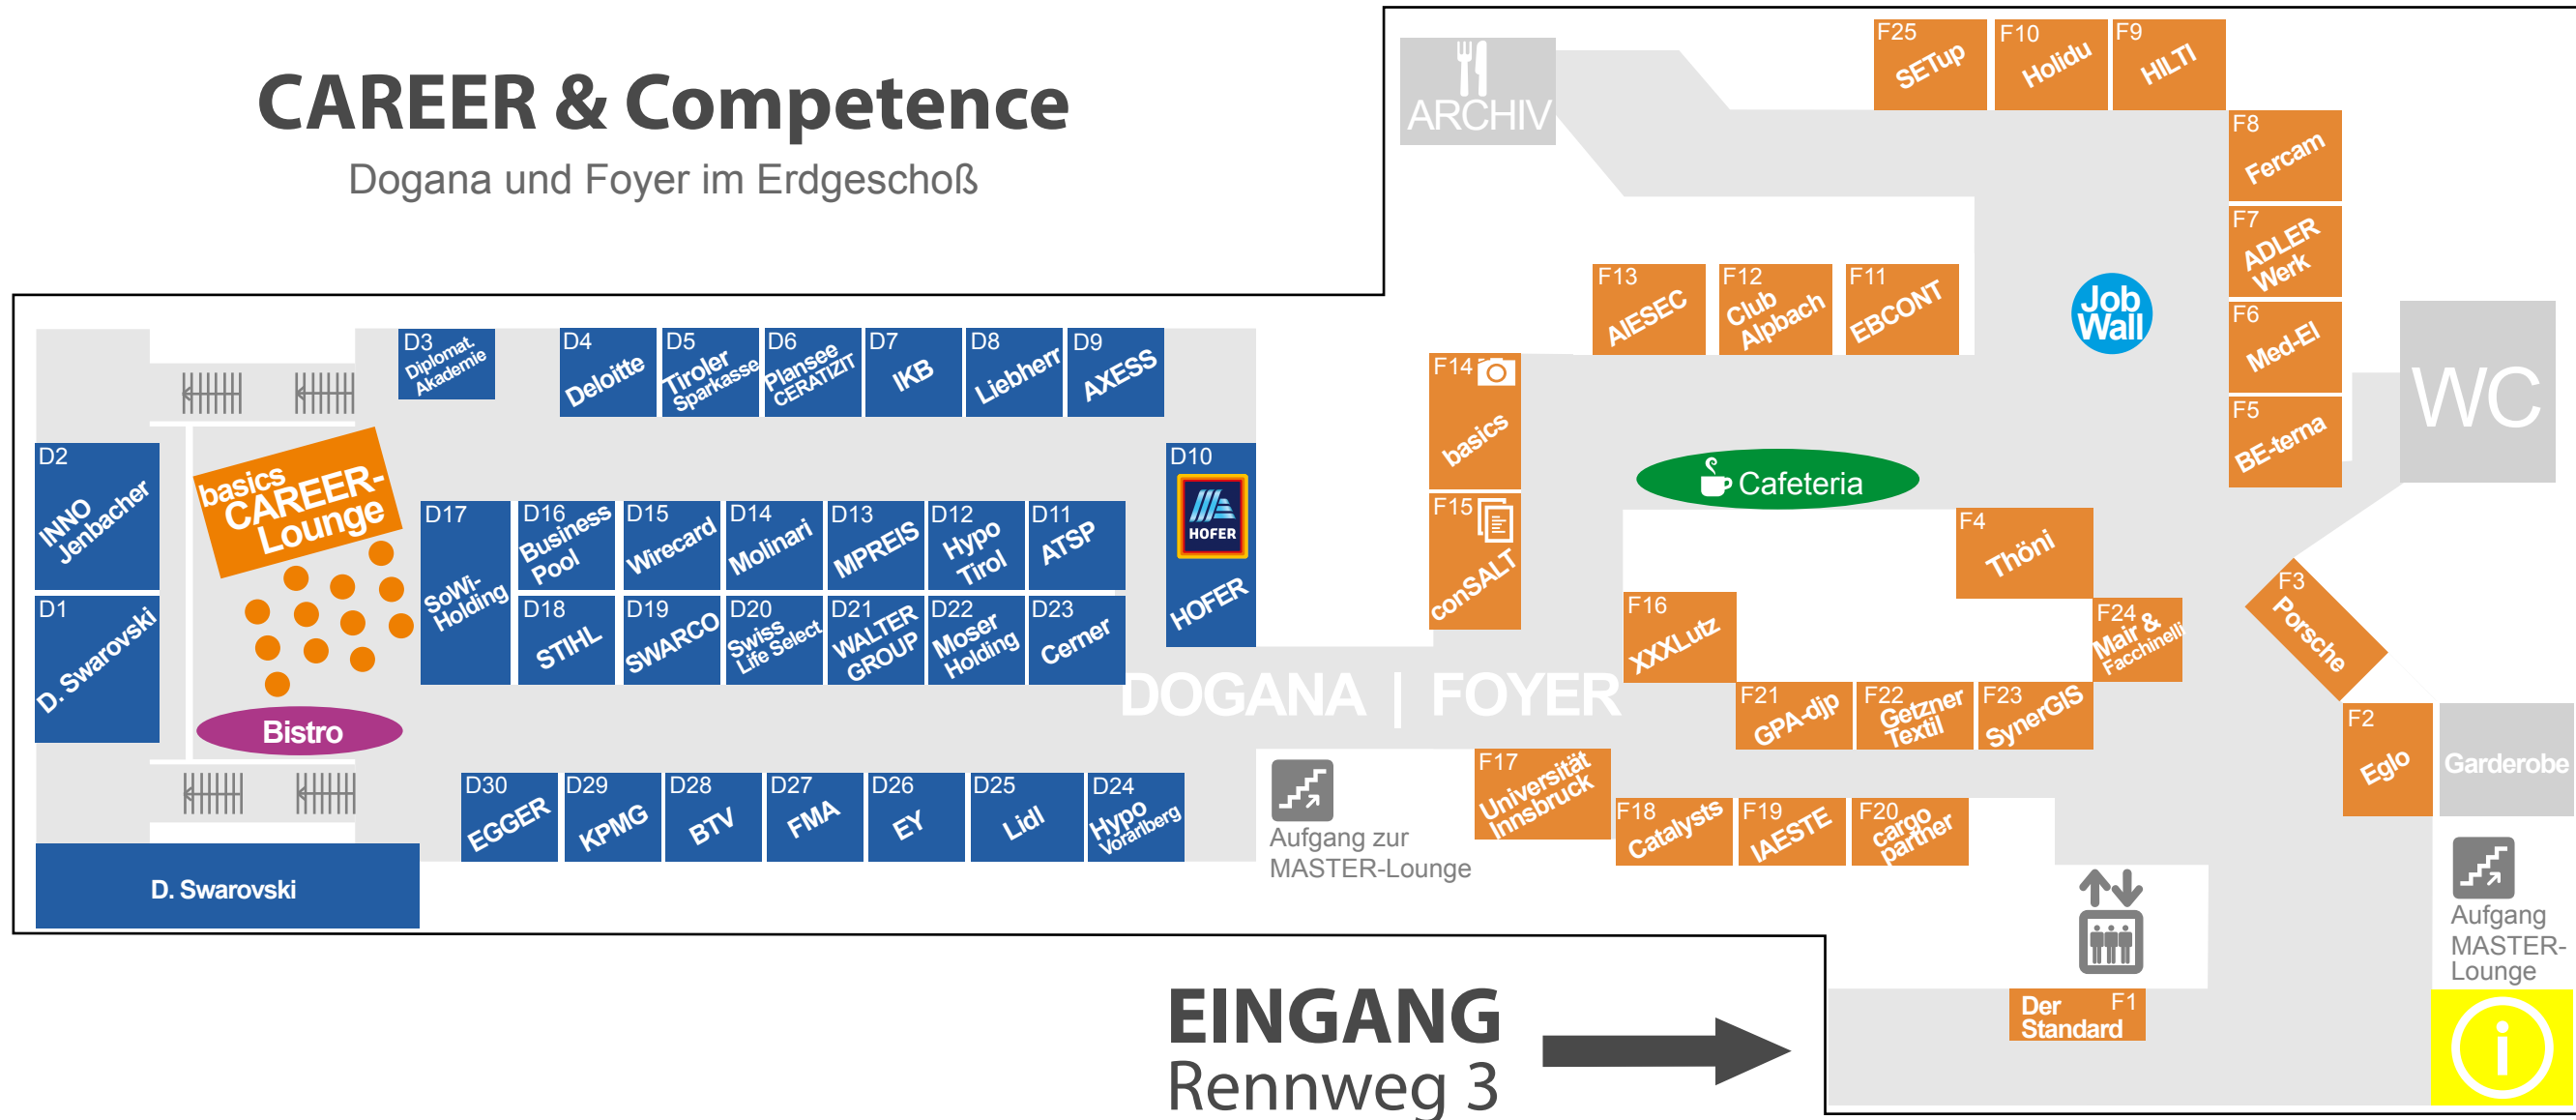 CAREER & Competence
Dogana und Foyer im Erdgeschoß
ARCHIV
F25
SETup
F10
Holidu
F9
HILTI
F8
Fercam
F7
ADLER
Werk
F6
Med-El
F5
BE-terna
WC
Job
Wall
F13
AIESEC
F12
Club
Alpbach
F11
EBCONT
F14
basics
F15
conSALT
Cafeteria
F4
Thöni
F3
Porsche
F16
XXXLutz
F24
Mair &
Facchinelli
F21
GPA-djp
F22
Getzner
Textil
F23
SynerGIS
F2
Eglo
Garderobe
D3
Diplomat.
Akademie
D4
Deloitte
D5
Tiroler
Sparkasse
D6
Plansee
CERATIZIT
D7
IKB
D8
Liebherr
D9
AXESS
D2
INNO
Jenbacher
basics
CAREER-
Lounge
D10
HOFER
HOFER
D17
SoWi-
Holding
D16
Business
Pool
D15
Wirecard
D14
Molinari
D13
MPREIS
D12
Hypo
Tirol
D11
ATSP
D1
D. Swarovski
D18
STIHL
D19
SWARCO
D20
Swiss
Life Select
D21
WALTER
GROUP
D22
Moser
Holding
D23
Cerner
DOGANA | FOYER
Bistro
D30
EGGER
D29
KPMG
D28
BTV
D27
FMA
D26
EY
D25
Lidl
D24
Hypo
Vorarlberg
D. Swarovski
Aufgang zur
MASTER-Lounge
F17
Universität
Innsbruck
F18
Catalysts
F19
IAESTE
F20
cargo
partner
Aufgang
MASTER-
Lounge
Der F1
Standard
i
EINGANG
Rennweg 3